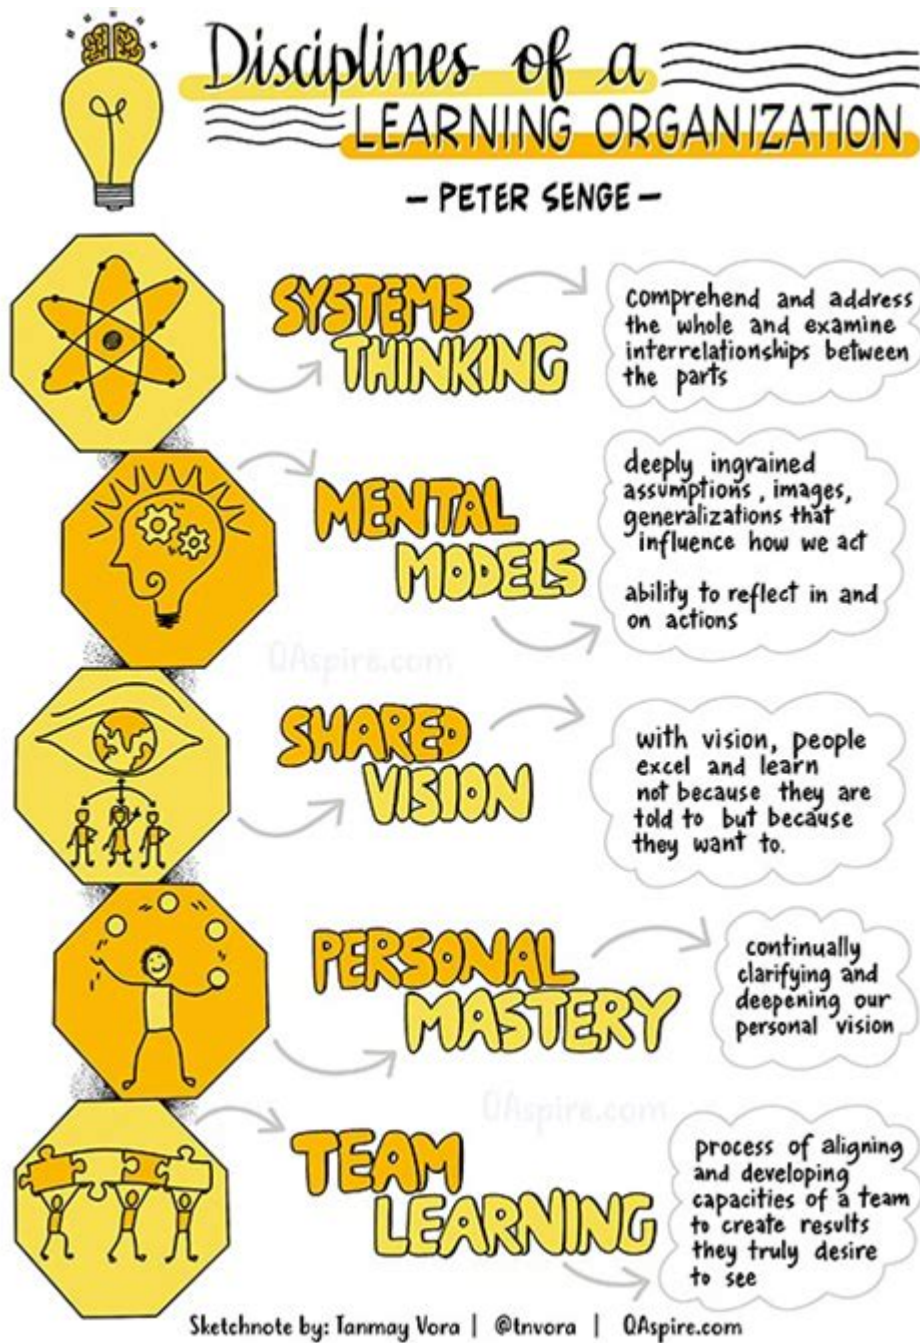 Disciplines of a
LEARNING ORGANIZATION
- PETER SENGE -
SYSTEMS
THINKING
comprehend and address
the whole and examine
interrelationships between
the parts
MENTAL
MODELS
deeply ingrained
assumptions, images,
generalizations that
influence how we act
ability to reflect in and
on actions
QAspire.com
SHARED
VISION
with vision, people
excel and learn
not because they are
told to but because
they want to.
PERSONAL
MASTERY
continually
clarifying and
deepening our
personal vision
QAspire.com
TEAM
LEARNING
process of aligning
and developing
capacities of a team
to create results
they truly desire
to see
Sketchnote by: Tanmay Vora | @tnvora | QAspire.com